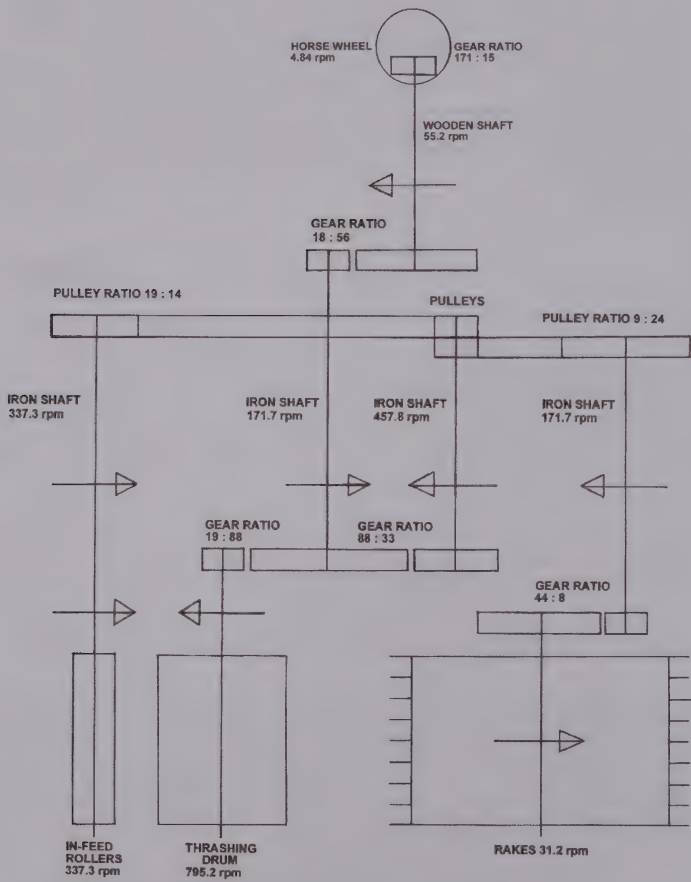 HORSE WHEEL
4.84 rpm
GEAR RATIO
171 : 15
WOODEN SHAFT
55.2 rpm
GEAR RATIO
18 : 56
PULLEY RATIO 19 : 14
PULLEYS
PULLEY RATIO 9 : 24
IRON SHAFT
337.3 rpm
IRON SHAFT
171.7 rpm
IRON SHAFT
457.8 rpm
IRON SHAFT
171.7 rpm
GEAR RATIO
19 : 88
GEAR RATIO
88 : 33
GEAR RATIO
44 : 8
IN-FEED
ROLLERS
337.3 rpm
THRASHING
DRUM
795.2 rpm
RAKES 31.2 rpm